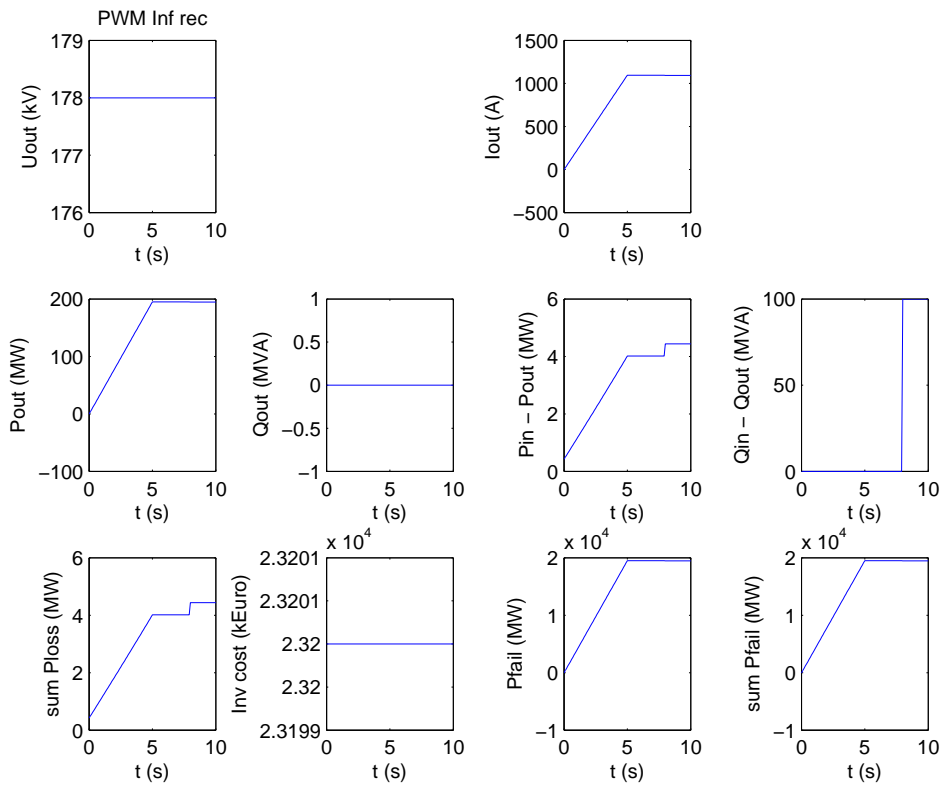 PWM Inf rec
179
178
177
176
Uout (kV)
0 5 10
t (s)
1500
1000
500
0
−500
Iout (A)
0 5 10
t (s)
200
100
0
−100
Pout (MW)
0 5 10
t (s)
1
0.5
0
−0.5
−1
Qout (MVA)
0 5 10
t (s)
6
4
2
0
Pin − Pout (MW)
0 5 10
t (s)
100
50
0
Qin − Qout (MVA)
0 5 10
t (s)
6
4
2
0
sum Ploss (MW)
0 5 10
t (s)
x 10^4
2.3201
2.3201
2.32
2.32
2.3199
Inv cost (kEuro)
0 5 10
t (s)
x 10^4
2
1
0
−1
Pfail (MW)
0 5 10
t (s)
x 10^4
2
1
0
−1
sum Pfail (MW)
0 5 10
t (s)